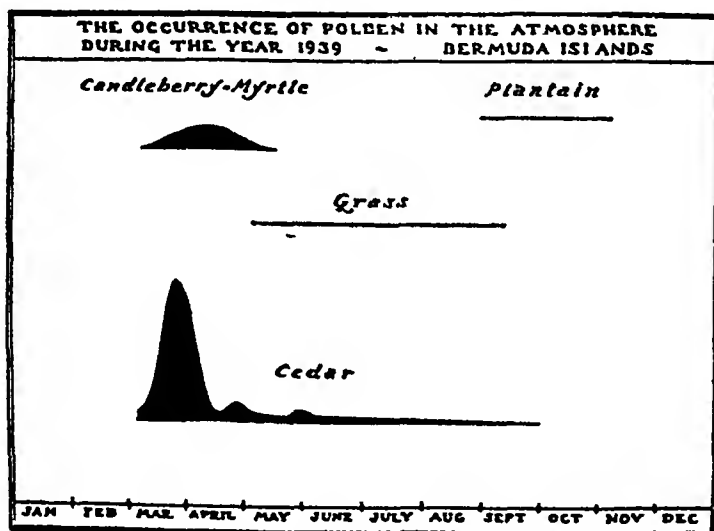 THE OCCURRENCE OF POLLEN IN THE ATMOSPHERE
DURING THE YEAR 1939 ~ BERMUDA ISLANDS
Candleberry-Myrtle Plantain
Grass
Cedar
JAN FEB MAR APRIL MAY JUNE JULY AUG SEPT OCT NOV DEC